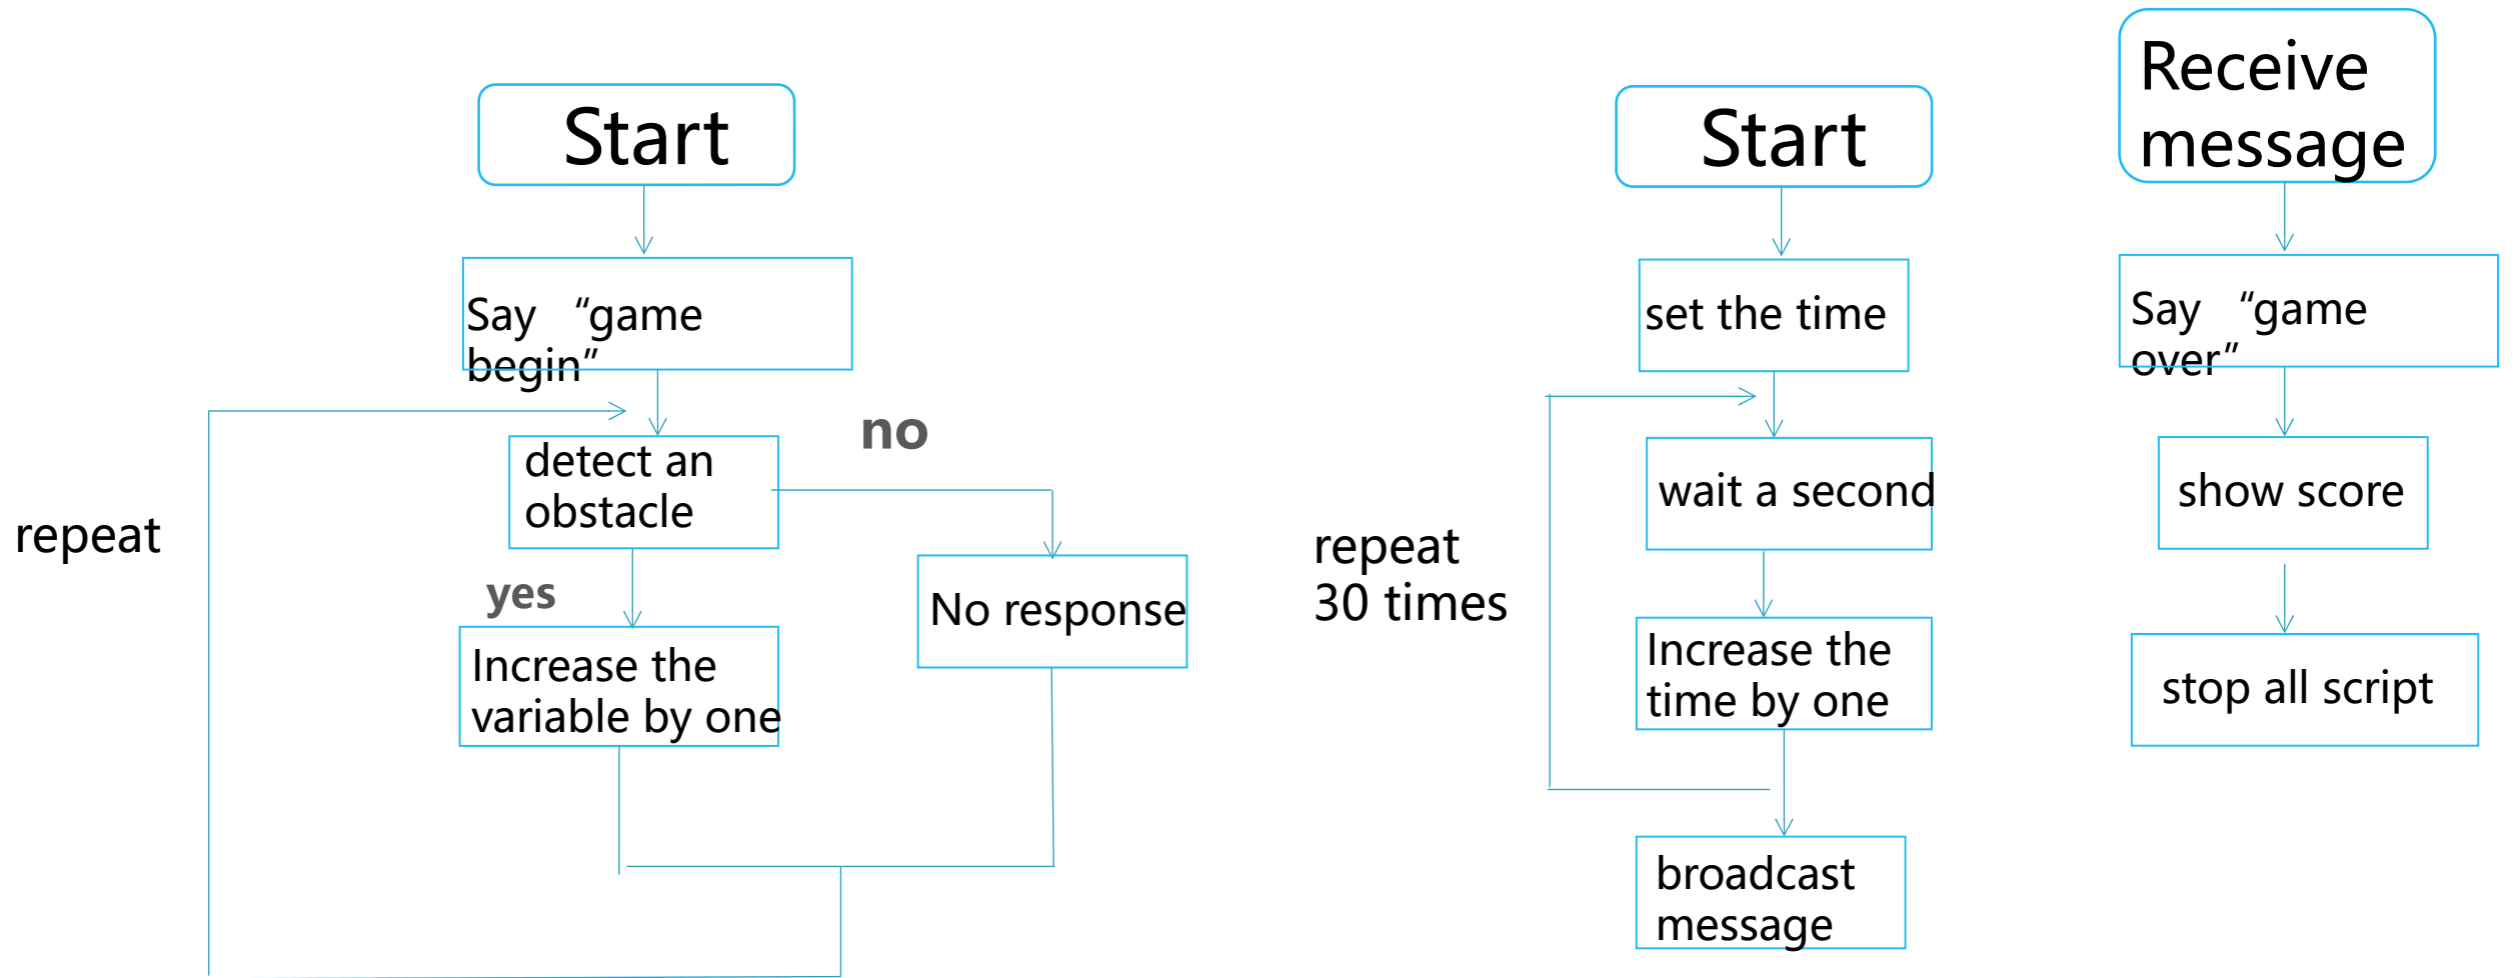 Start
Say “game
begin”
repeat
detect an
obstacle
no
yes
No response
Increase the
variable by one
Start
set the time
repeat
30 times
wait a second
Increase the
time by one
broadcast
message
Receive
message
Say “game
over”
show score
stop all script